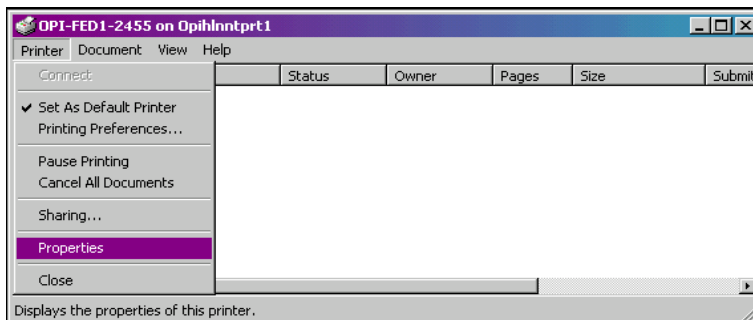 OPI-FED1-2455 on Opihlnntprt1
Printer Document View Help
Connect
Status Owner Pages Size Submit
Set As Default Printer
Printing Preferences...
Pause Printing
Cancel All Documents
Sharing...
Properties
Close
Displays the properties of this printer.